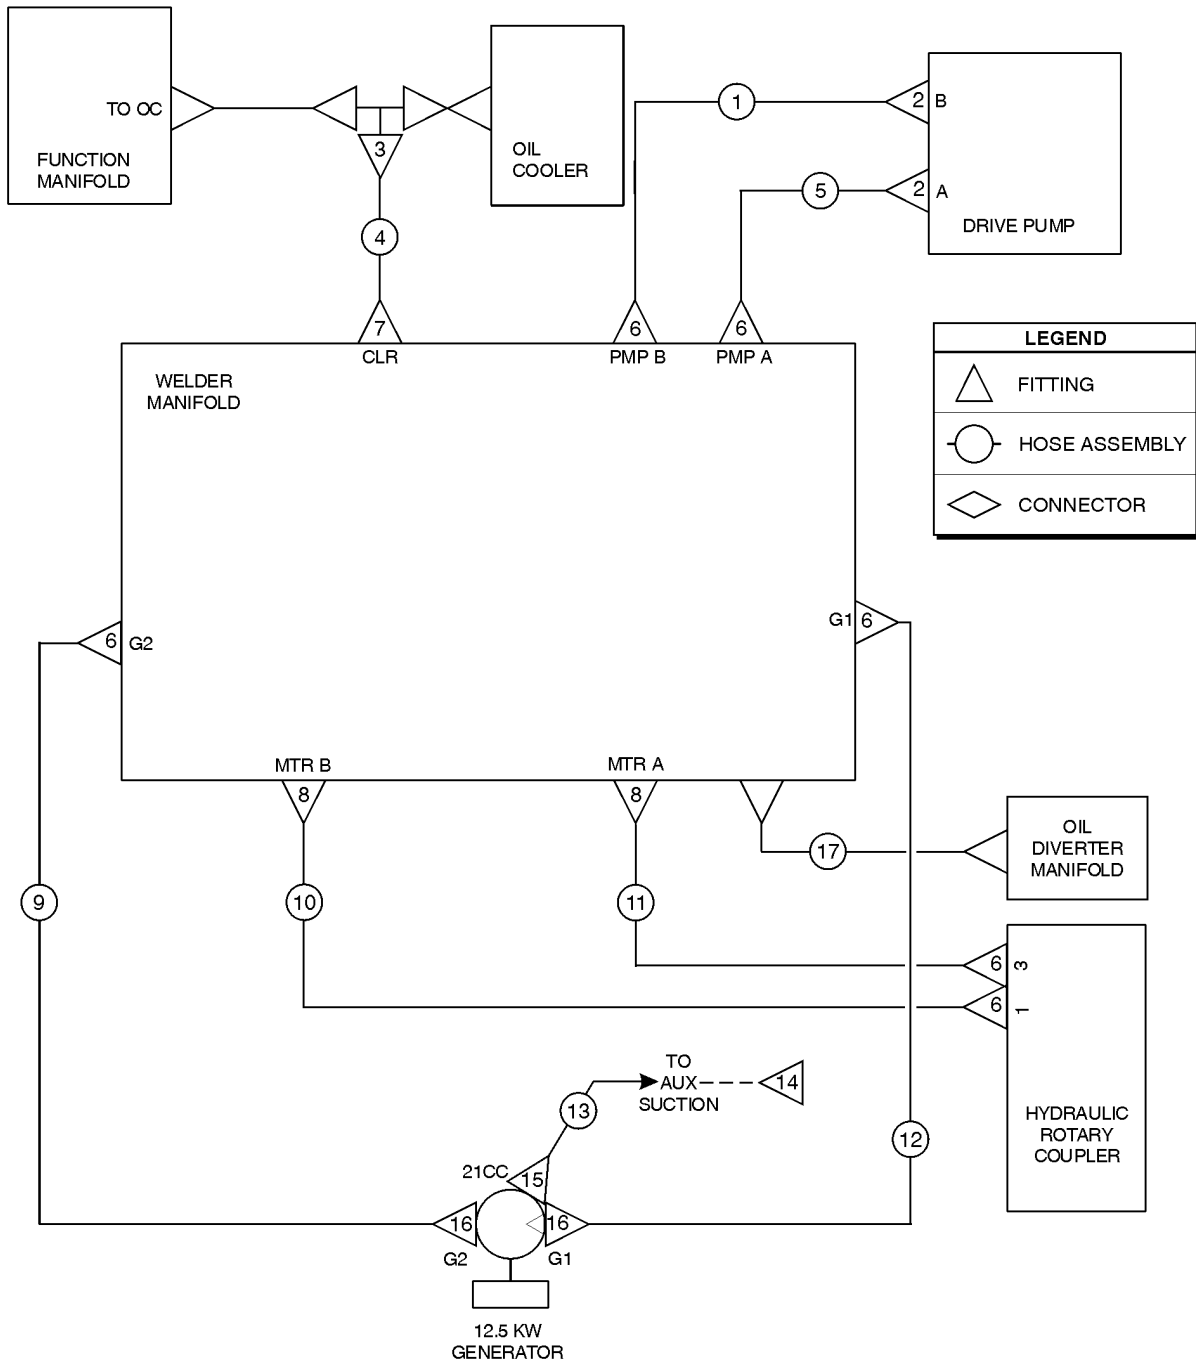 TO OC
FUNCTION
MANIFOLD
3
OIL
COOLER
1
2 B
5
2 A
DRIVE PUMP
4
7
CLR
6
PMP B
6
PMP A
WELDER
MANIFOLD
LEGEND
FITTING
HOSE ASSEMBLY
CONNECTOR
6 G2
G1 6
MTR B
8
MTR A
8
17
OIL
DIVERTER
MANIFOLD
9
10
11
6 3
6 1
HYDRAULIC
ROTARY
COUPLER
12
TO
AUX
SUCTION
14
13
21CC
15
16
G2
16
G1
12.5 KW
GENERATOR